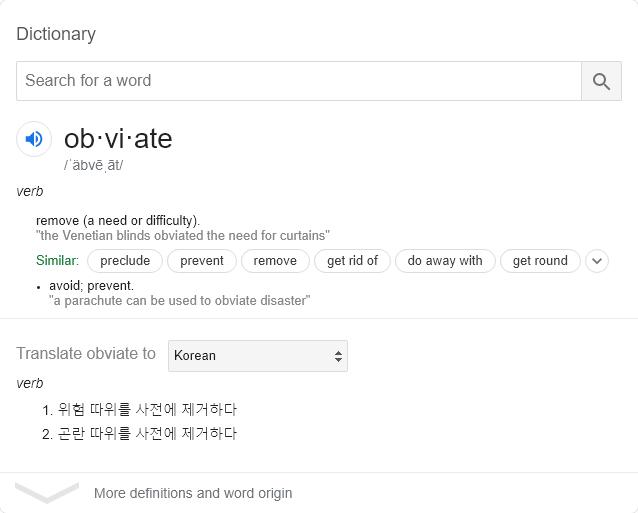 Dictionary
Search for a word
ob·vi·ate
/ˈäbvēˌāt/
verb
remove (a need or difficulty).
"the Venetian blinds obviated the need for curtains"
Similar: preclude prevent remove get rid of do away with get round
• avoid; prevent.
"a parachute can be used to obviate disaster"
Translate obviate to Korean
verb
1. 위험 따위를 사전에 제거하다
2. 곤란 따위를 사전에 제거하다
More definitions and word origin